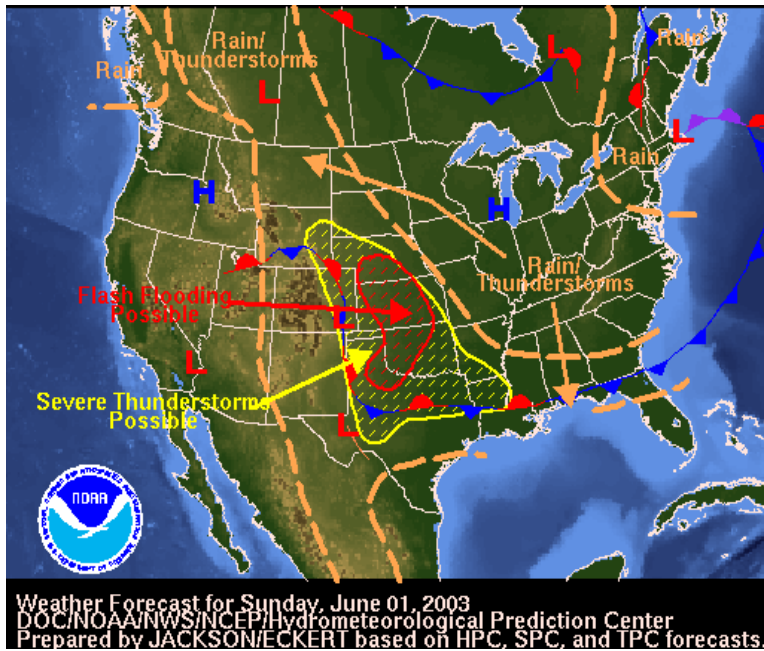 Rain/
Thunderstorms
Rain
L
L
Rain
L
Rain
H
H
Rain/
Thunderstorms
Flash Flooding
Possible
L
L
Severe Thunderstorms
Possible
L
NOAA
Weather Forecast for Sunday, June 01, 2003
DOC/NOAA/NWS/NCEP/Hydrometeorological Prediction Center
Prepared by JACKSON/ECKERT based on HPC, SPC, and TPC forecasts.